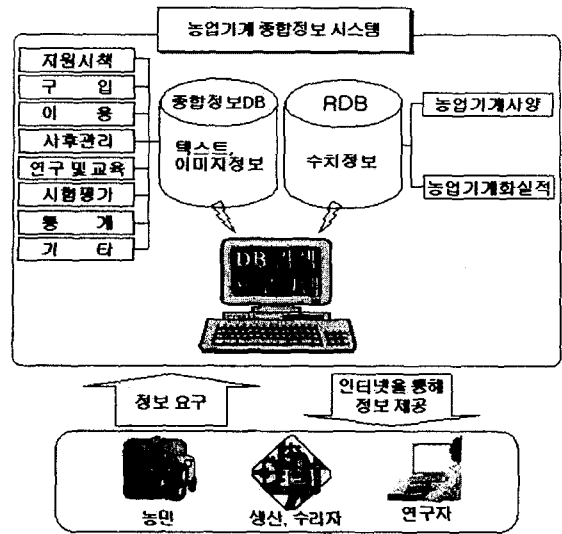 농업기계 종합정보 시스템
지원시책
구 입
이 용
사후관리
연구 및 교육
시험평가
통 계
기 타
종합정보DB
텍스트,
이미지정보
RDB
수치정보
농업기계사양
농업기계화실적
DB
정보 요구
인터넷을 통해
정보 제공
농민
생산, 수리자
연구자